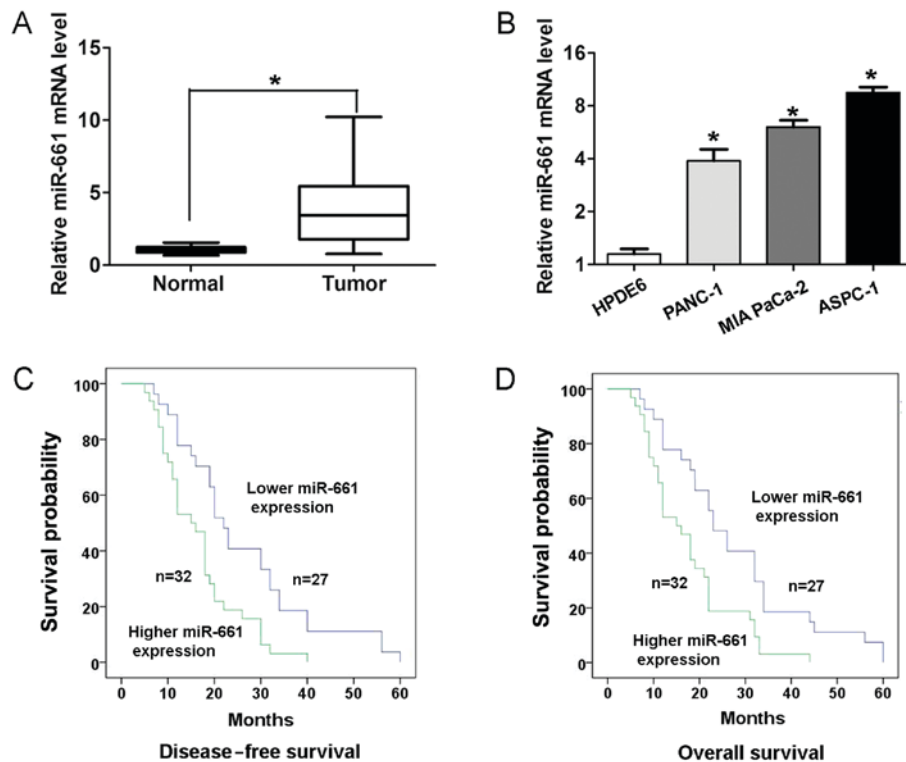 A
Relative miR-661 mRNA level
15
10
5
0
*
Normal
Tumor
B
Relative miR-661 mRNA level
16
8
4
2
1
*
*
*
HPDE6
PANC-1
MIA PaCa-2
ASPC-1
C
Survival probability
100
80
60
40
20
0
Lower miR-661
expression
n=32
n=27
Higher miR-661
expression
0
10
20
30
40
50
60
Months
Disease-free survival
D
Survival probability
100
80
60
40
20
0
Lower miR-661
expression
n=32
n=27
Higher miR-661
expression
0
10
20
30
40
50
60
Months
Overall survival